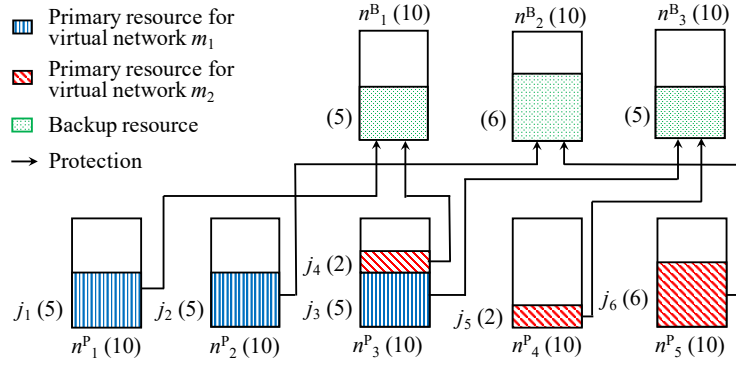 Primary resource for
virtual network m₁
Primary resource for
virtual network m₂
Backup resource
Protection
nᴮ₁ (10)
nᴮ₂ (10)
nᴮ₃ (10)
(5)
(6)
(5)
j₁ (5)
j₂ (5)
j₄ (2)
j₃ (5)
j₅ (2)
j₆ (6)
nᴾ₁ (10)
nᴾ₂ (10)
nᴾ₃ (10)
nᴾ₄ (10)
nᴾ₅ (10)